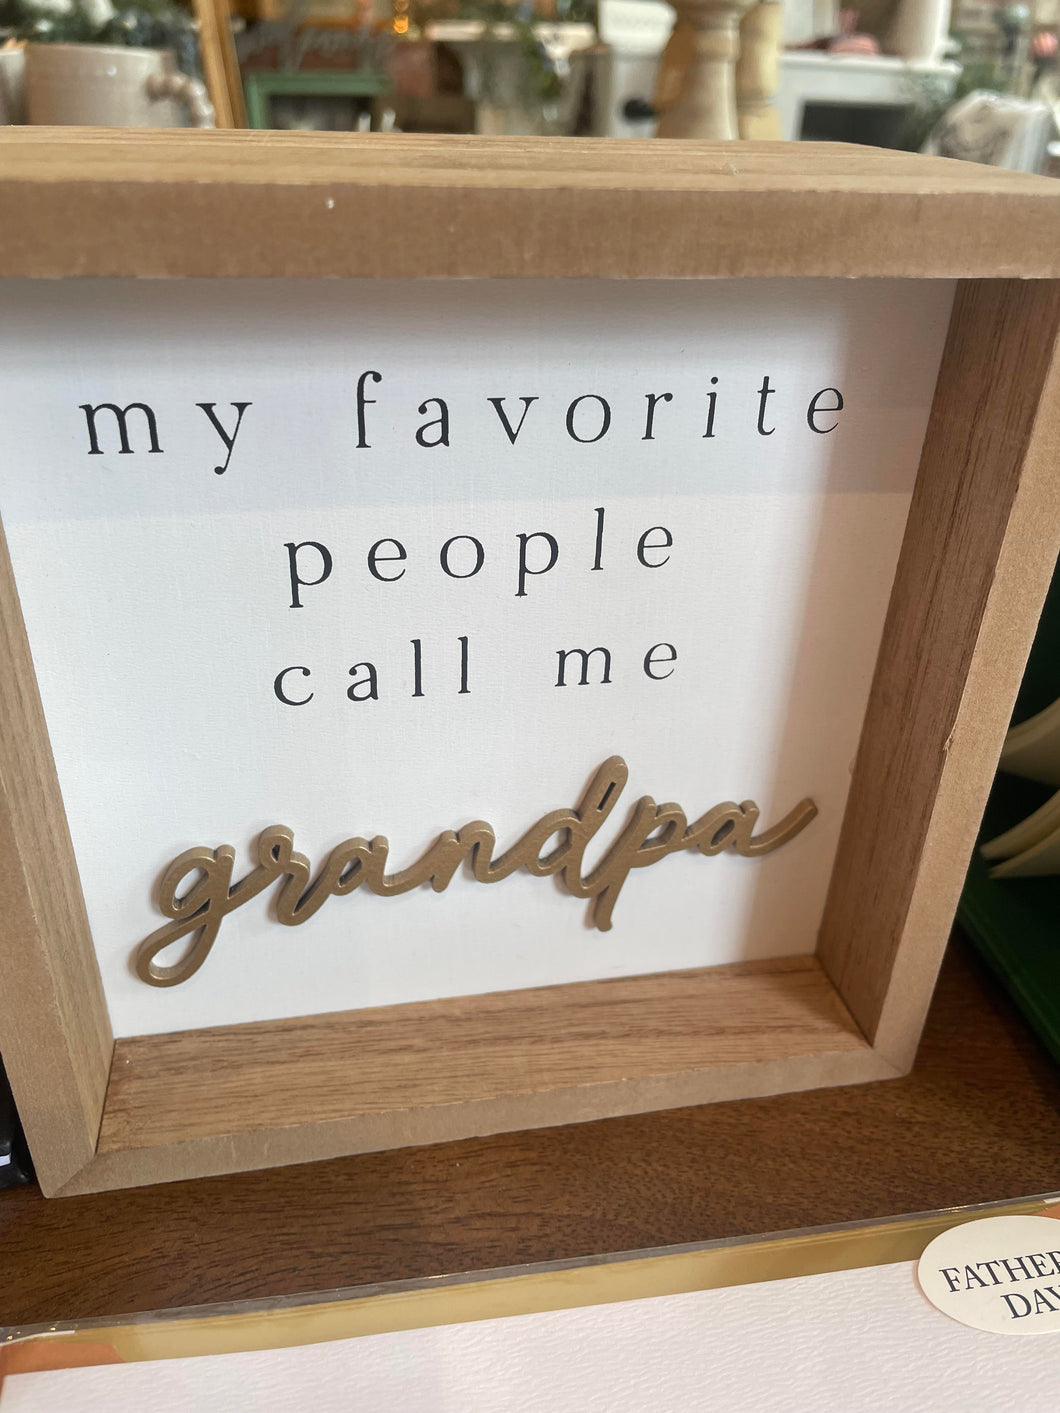 my favorite
people
call me
grandpa
FATHER
DAY